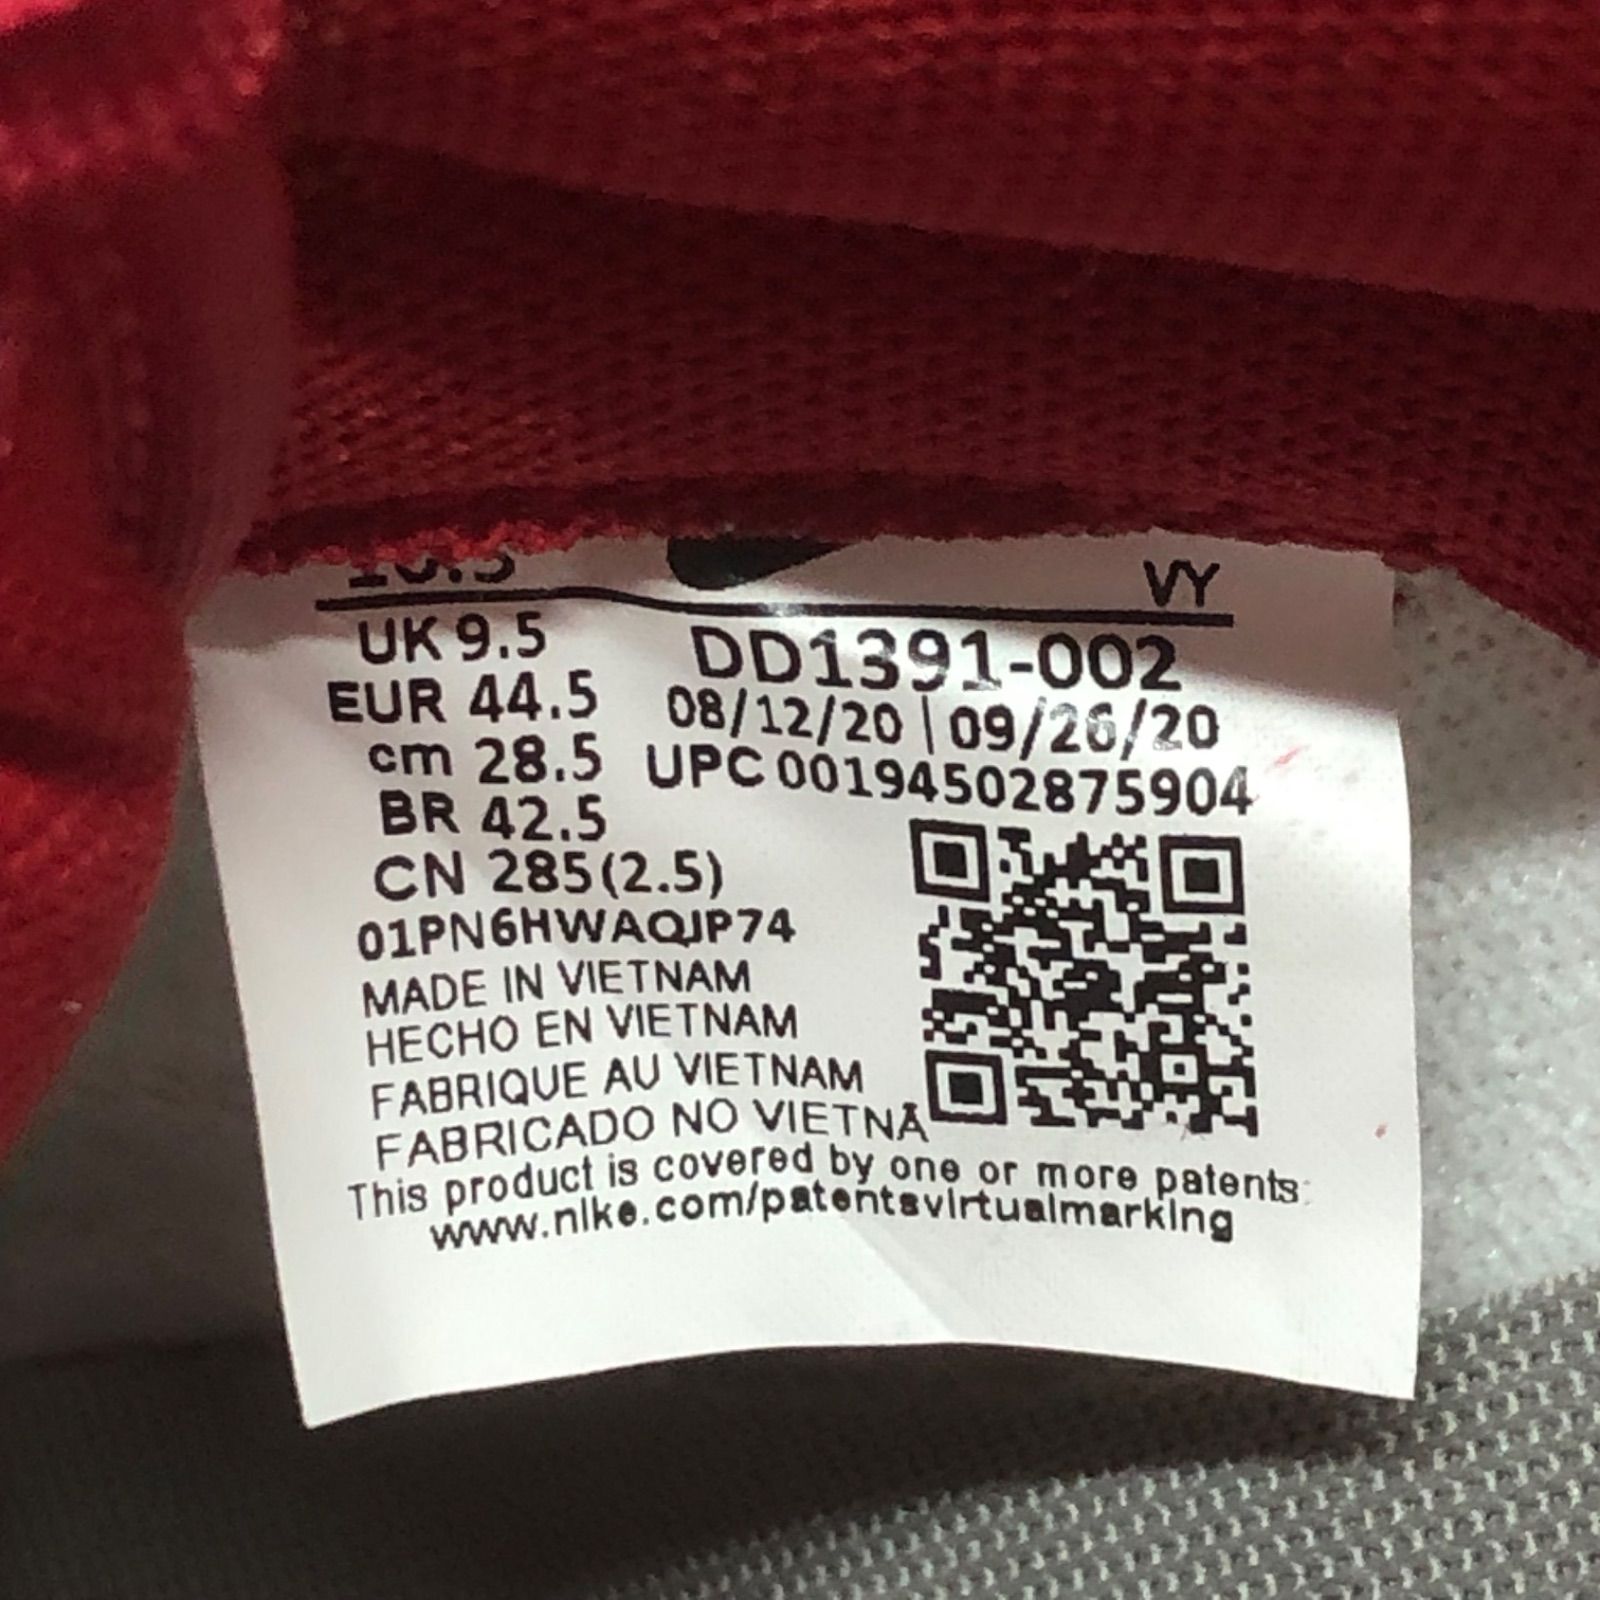 10.5 VY
UK 9.5 DD1391-002
EUR 44.5 08/12/20 | 09/26/20
cm 28.5 UPC 00194502875904
BR 42.5
CN 285(2.5)
01PN6HWAQJP74
MADE IN VIETNAM
HECHO EN VIETNAM
FABRIQUE AU VIETNAM
FABRICADO NO VIETNÃ
This product is covered by one or more patents:
www.nike.com/patentsvirtualmarking